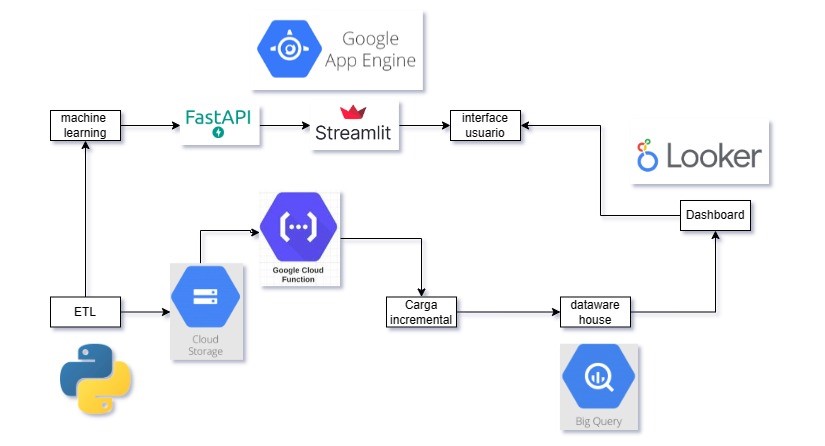 Google
App Engine
machine
learning
FastAPI
Streamlit
interface
usuario
Looker
Dashboard
Google Cloud
Function
ETL
Cloud
Storage
Carga
incremental
dataware
house
Big Query